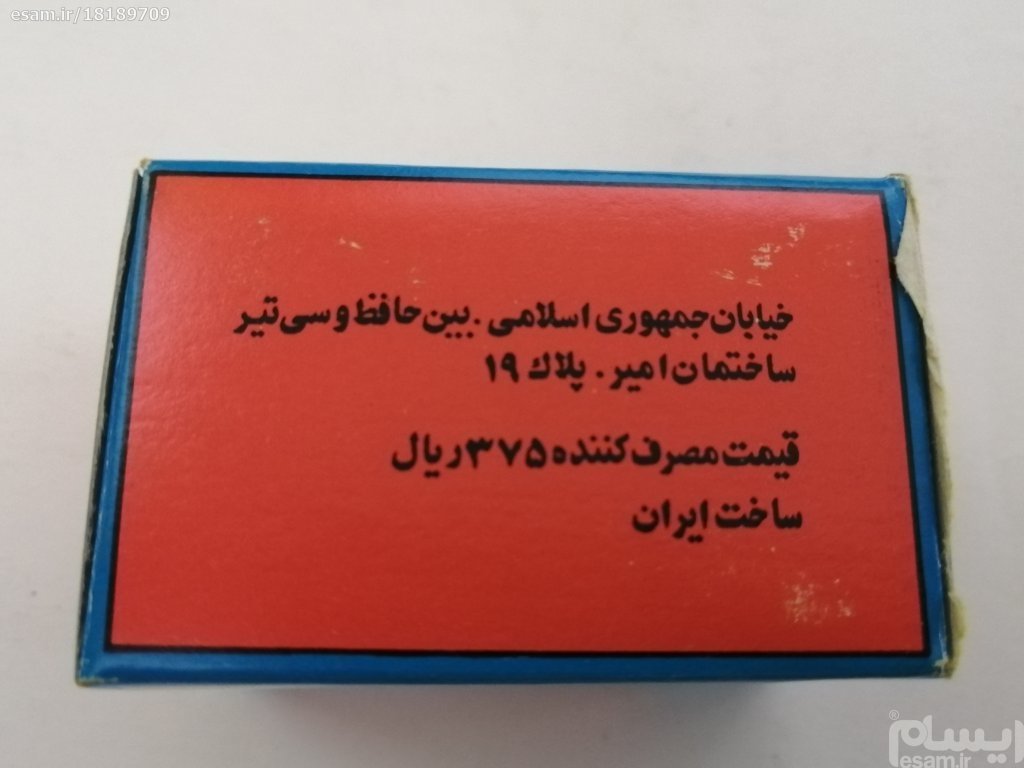 esam.ir/18189709
خیابان جمهوری اسلامی . بین حافظ و سی تیر
ساختمان امیر . پلاك ۱۹
قیمت مصرف کننده ۳۷۵ ریال
ساخت ایران
ایسام®
esam.ir